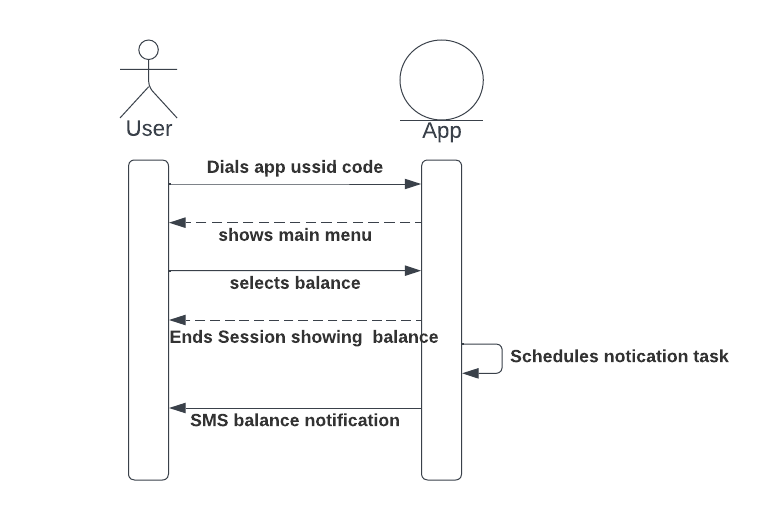 User
App
Dials app ussid code
shows main menu
selects balance
Ends Session showing  balance
Schedules notication task
SMS balance notification